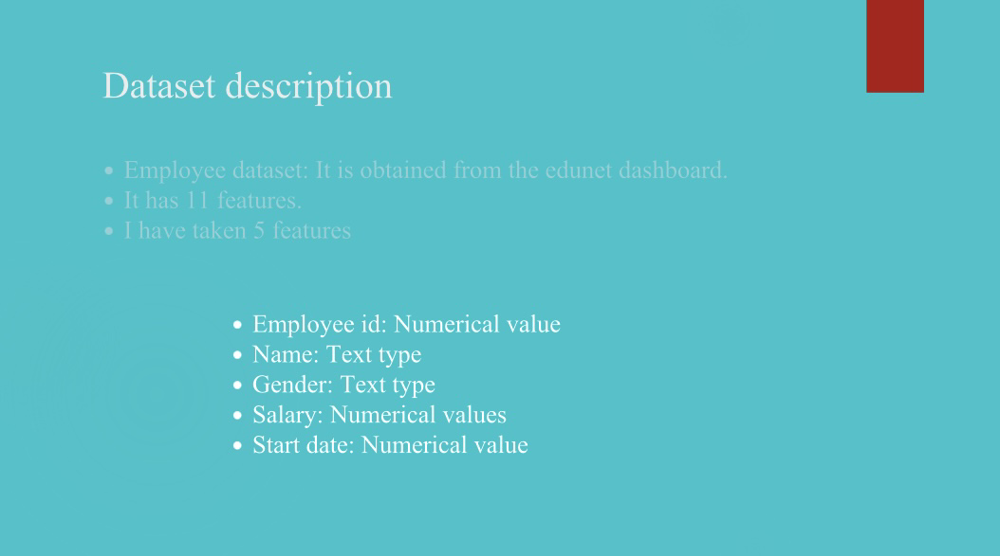 Dataset description
• Employee dataset: It is obtained from the edunet dashboard.
• It has 11 features.
• I have taken 5 features
• Employee id: Numerical value
• Name: Text type
• Gender: Text type
• Salary: Numerical values
• Start date: Numerical value